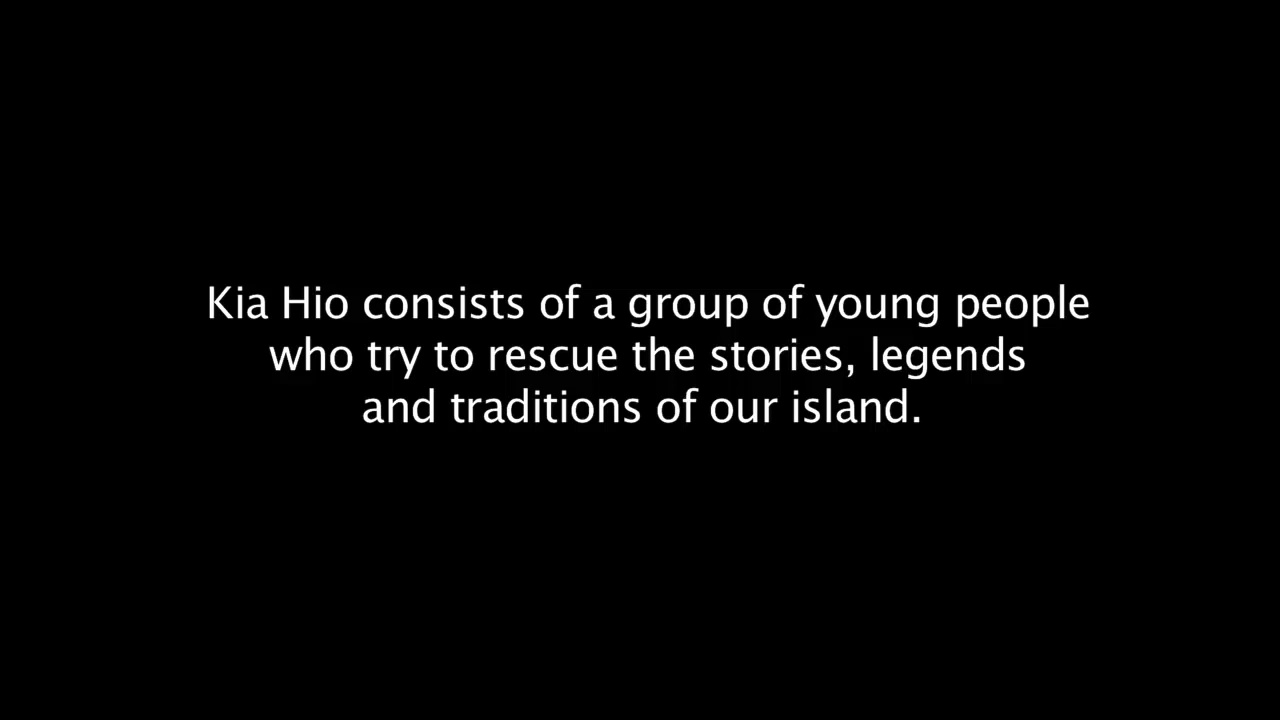 Kia Hio consists of a group of young people
who try to rescue the stories, legends
and traditions of our island.